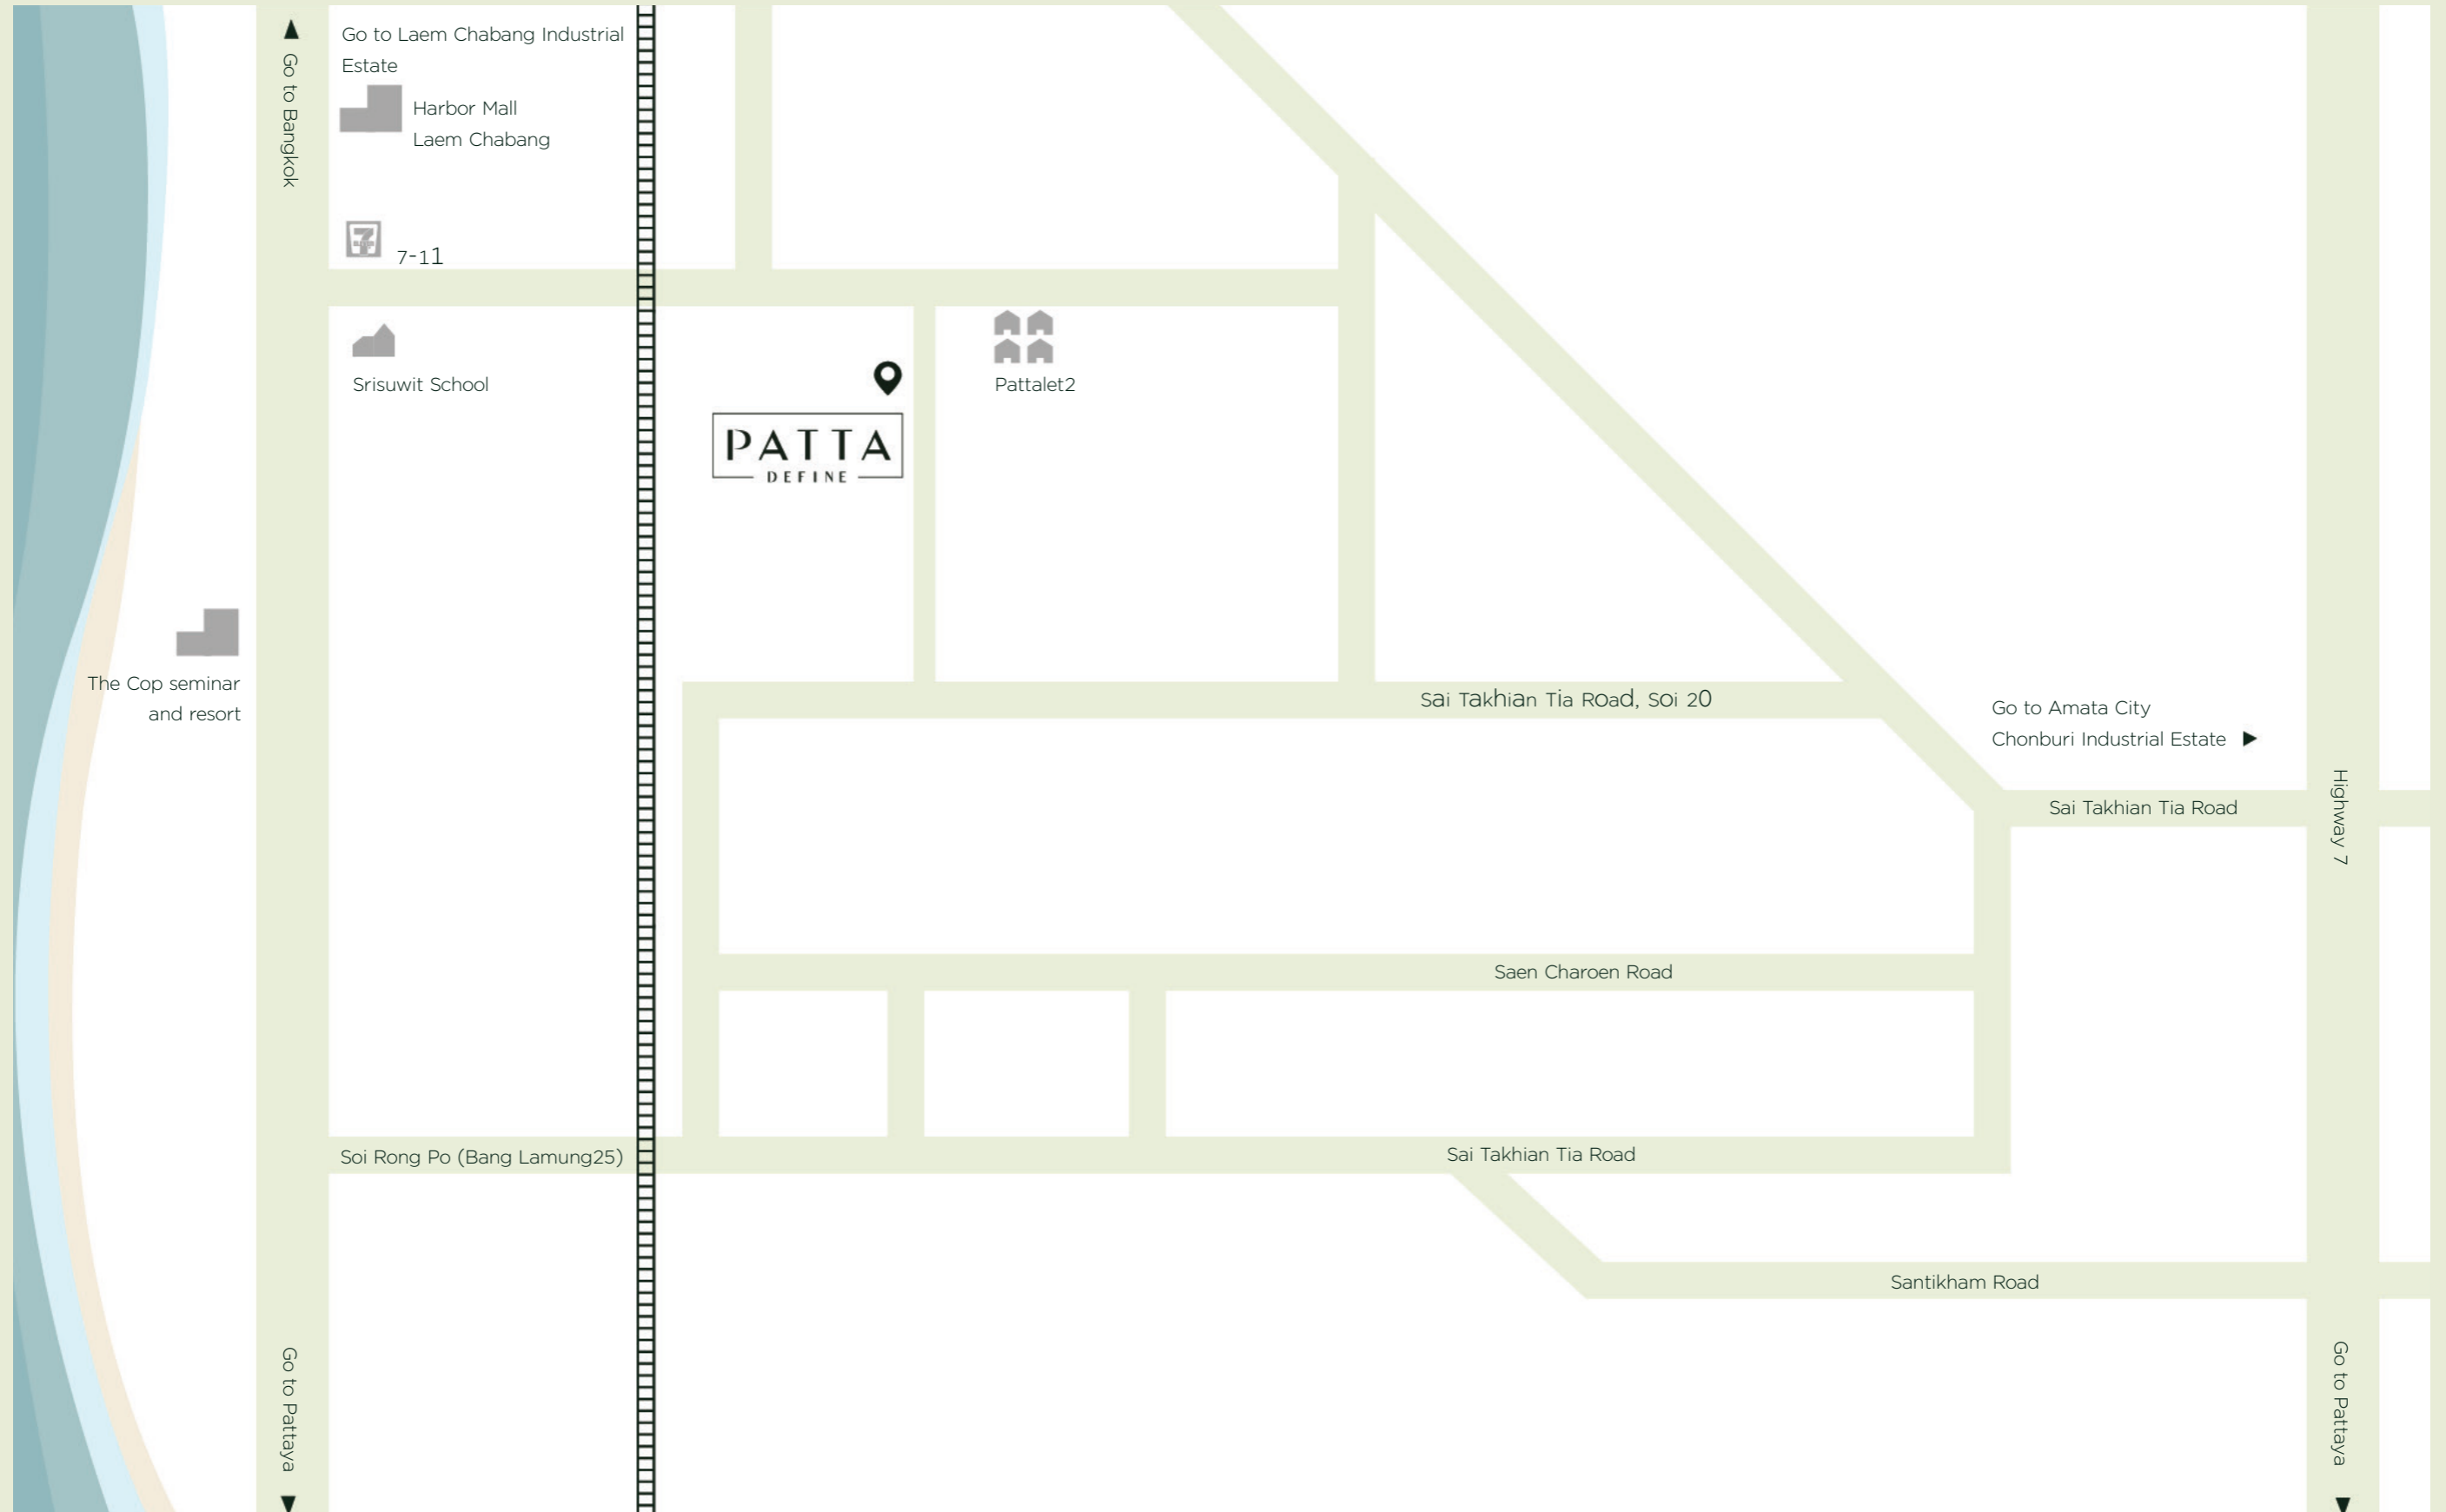 Go to Bangkok
Go to Laem Chabang Industrial
Estate
Harbor Mall
Laem Chabang
7-11
Srisuwit School
PATTA
DEFINE
Pattalet2
The Cop seminar
and resort
Sai Takhian Tia Road, Soi 20
Go to Amata City
Chonburi Industrial Estate
Sai Takhian Tia Road
Highway 7
Saen Charoen Road
Soi Rong Po (Bang Lamung25)
Sai Takhian Tia Road
Santikham Road
Go to Pattaya
Go to Pattaya